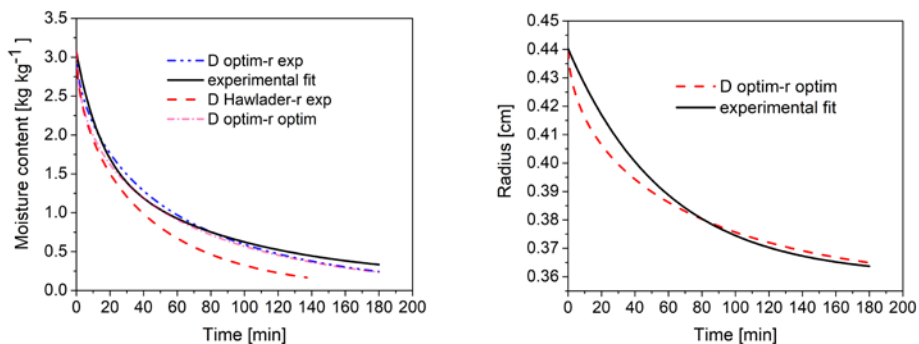 3.5
3.0
2.5
2.0
1.5
1.0
0.5
0.0
Moisture content [kg kg⁻¹]
D optim-r exp
experimental fit
D Hawlader-r exp
D optim-r optim
0 20 40 60 80 100 120 140 160 180 200
Time [min]
0.45
0.44
0.43
0.42
0.41
0.40
0.39
0.38
0.37
0.36
Radius [cm]
D optim-r optim
experimental fit
0 20 40 60 80 100 120 140 160 180 200
Time [min]